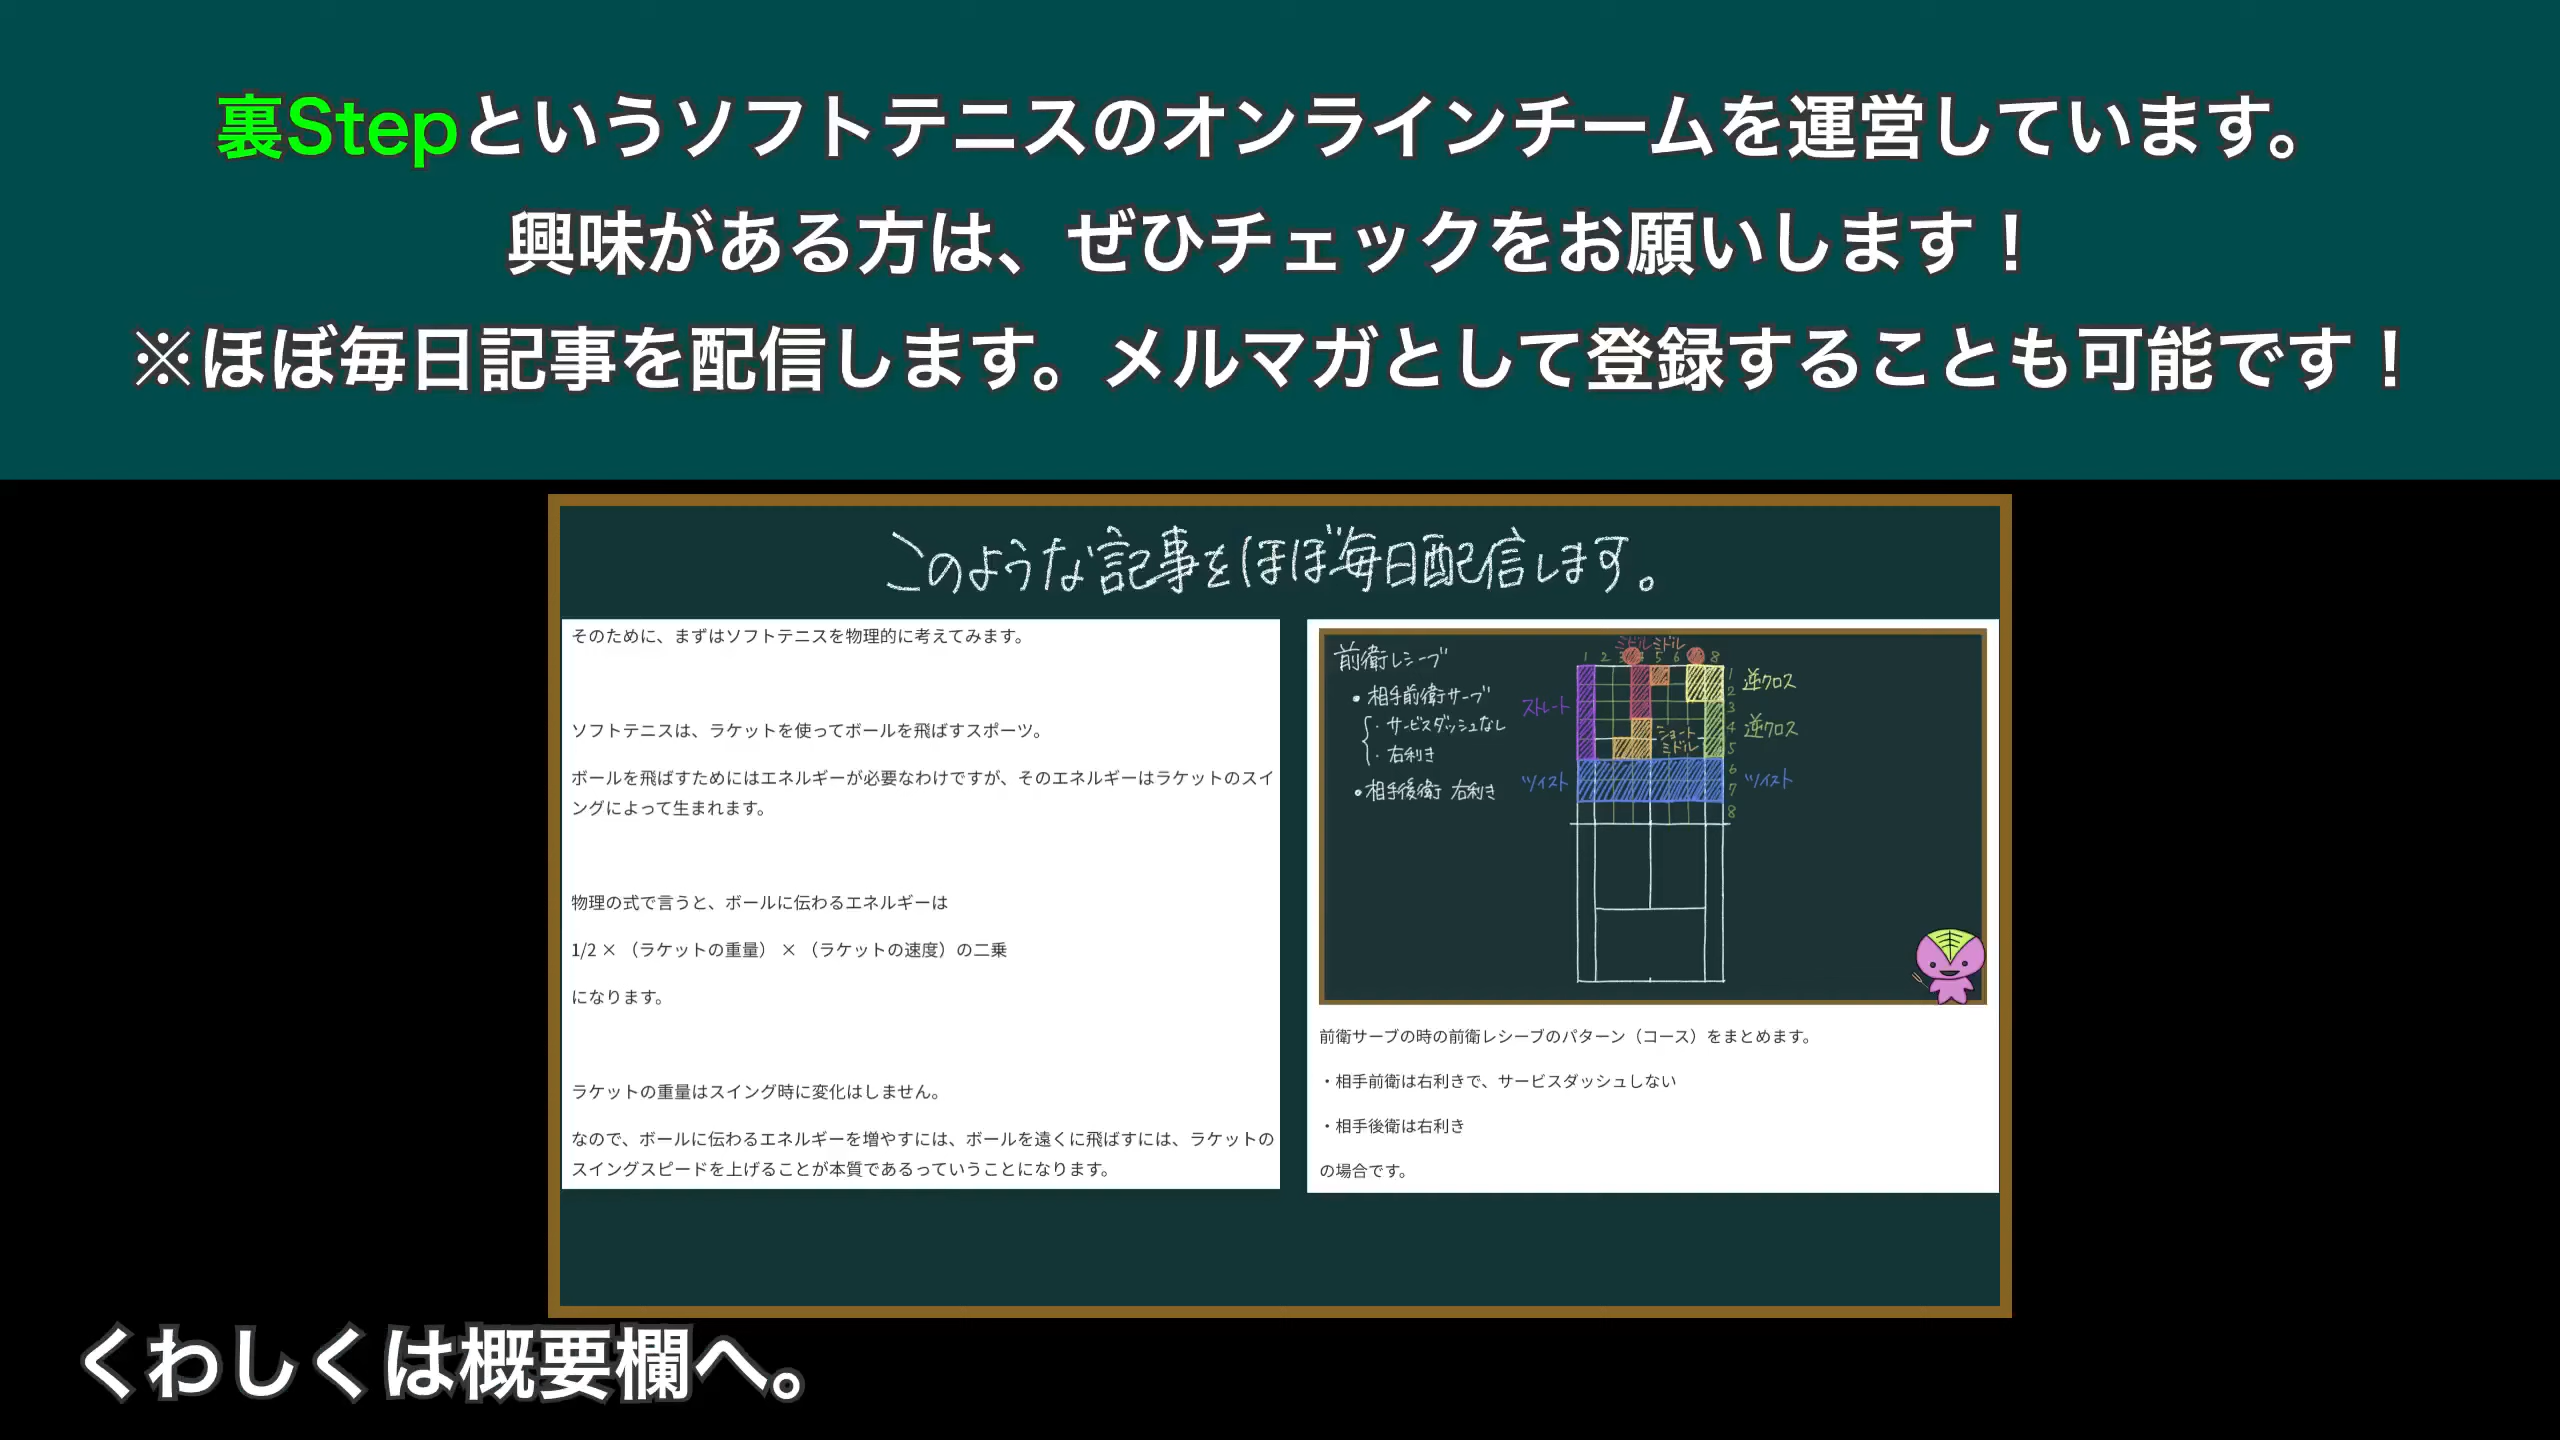 裏Stepというソフトテニスのオンラインチームを運営しています。
興味がある方は、ぜひチェックをお願いします！
※ほぼ毎日記事を配信します。メルマガとして登録することも可能です！
このような記事をほぼ毎日配信します。
そのために、まずはソフトテニスを物理的に考えてみます。
ソフトテニスは、ラケットを使ってボールを飛ばすスポーツ。
ボールを飛ばすためにはエネルギーが必要なわけですが、そのエネルギーはラケットのスイ
ングによって生まれます。
物理の式で言うと、ボールに伝わるエネルギーは
1/2 × （ラケットの重量） × （ラケットの速度）の二乗
になります。
ラケットの重量はスイング時に変化はしません。
なので、ボールに伝わるエネルギーを増やすには、ボールを遠くに飛ばすには、ラケットの
スイングスピードを上げることが本質であるっていうことになります。
前衛レシーブ
・相手前衛サーブ
・サービスダッシュなし
・右利き
・相手後衛 右利き
ミドル ミドル
1 2 3 5 6 8
ストレート
ツイスト
ショート
ミドル
1
2
3
4
5
6
7
8
逆クロス
逆クロス
ツイスト
前衛サーブの時の前衛レシーブのパターン（コース）をまとめます。
・相手前衛は右利きで、サービスダッシュしない
・相手後衛は右利き
の場合です。
くわしくは概要欄へ。